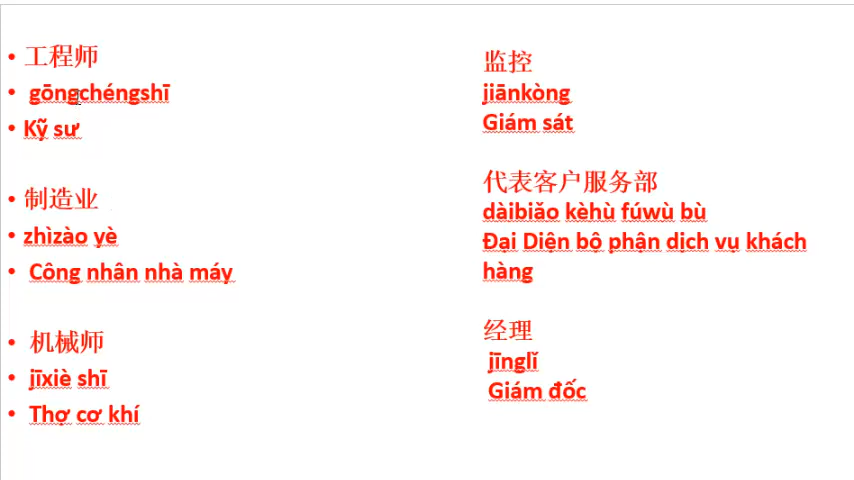 • 工程师
• gōngchéngshī
• Kỹ sư
• 制造业
• zhìzào yè
• Công nhân nhà máy
• 机械师
• jīxiè shī
• Thợ cơ khí
监控
jiānkòng
Giám sát
代表客户服务部
dàibiǎo kèhù fúwù bù
Đại Diện bộ phận dịch vụ khách
hàng
经理
jīnglǐ
Giám đốc